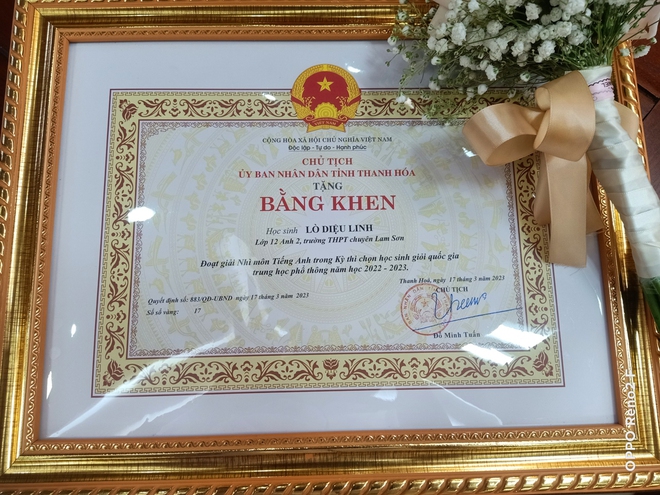 CỘNG HÒA XÃ HỘI CHỦ NGHĨA VIỆT NAM
Độc lập - Tự do - Hạnh phúc
CHỦ TỊCH
ỦY BAN NHÂN DÂN TỈNH THANH HÓA
TẶNG
BẰNG KHEN
Học sinh LÒ DIỆU LINH
Lớp 12 Anh 2, trường THPT chuyên Lam Sơn
Đoạt giải Nhì môn Tiếng Anh trong Kỳ thi chọn học sinh giỏi quốc gia
trung học phổ thông năm học 2022 - 2023.
Thanh Hoá, ngày 17 tháng 3 năm 2023
CHỦ TỊCH
Quyết định số: 883/QĐ-UBND ngày 17 tháng 3 năm 2023
Số sổ vàng: 17
Đỗ Minh Tuấn
OPPO Reno2 F